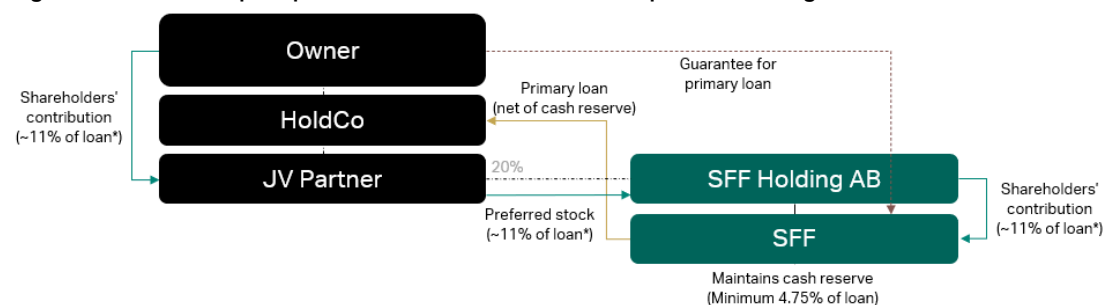 Owner
Guarantee for
primary loan
Shareholders'
contribution
(~11% of loan*)
Primary loan
(net of cash reserve)
HoldCo
JV Partner
20%
SFF Holding AB
Preferred stock
(~11% of loan*)
SFF
Shareholders'
contribution
(~11% of loan*)
Maintains cash reserve
(Minimum 4.75% of loan)